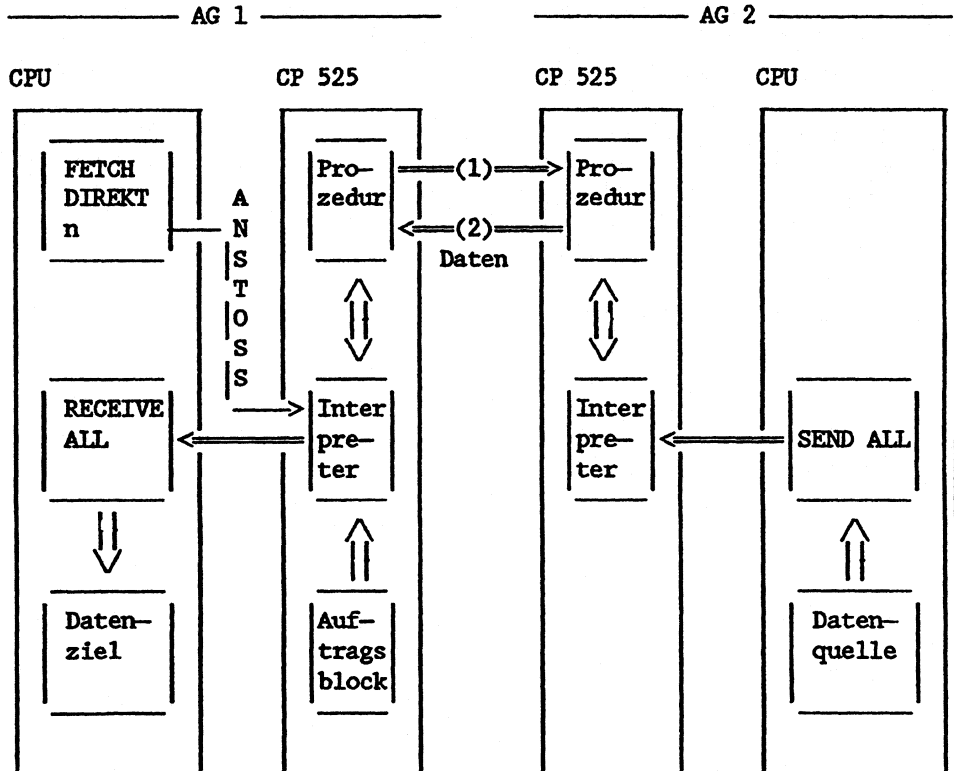 AG 1
AG 2
CPU
CP 525
CP 525
CPU
FETCH
DIREKT
n
ANSTOSS
Pro-
zedur
(1)
(2)
Daten
Pro-
zedur
RECEIVE
ALL
Inter
pre-
ter
Inter
pre-
ter
SEND ALL
Daten-
ziel
Auf-
trags
block
Daten-
quelle